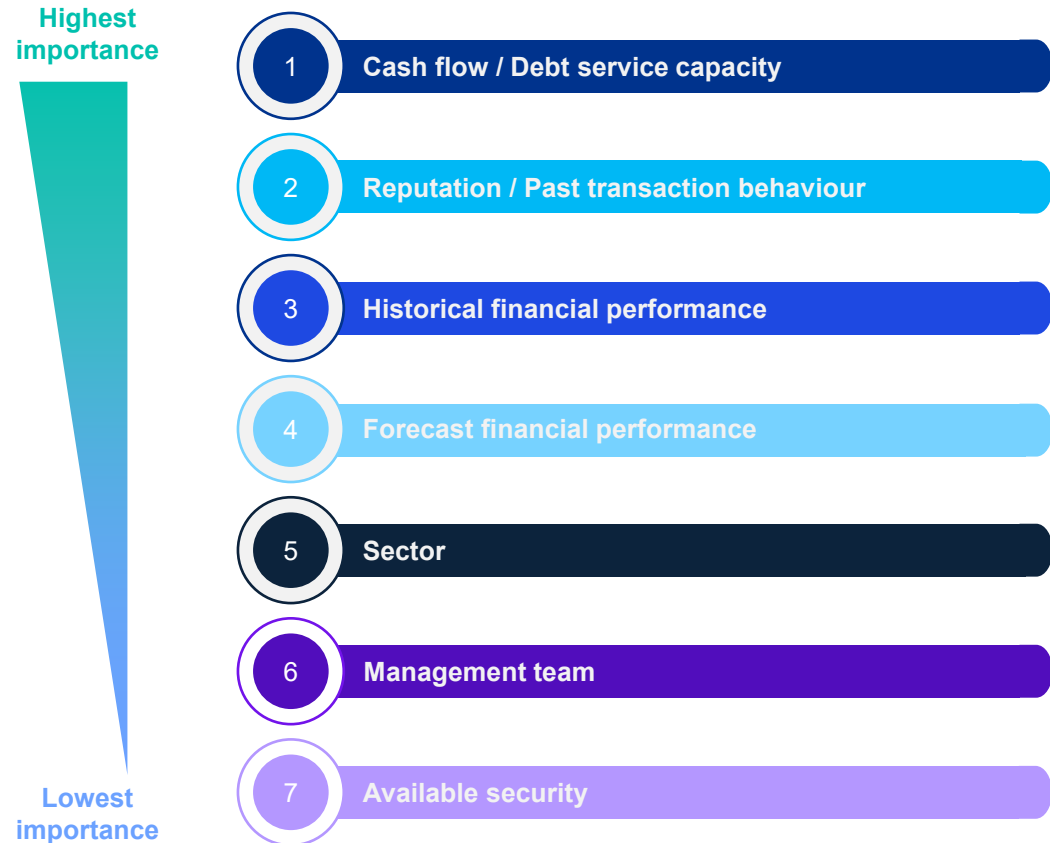 Highest
importance
1 Cash flow / Debt service capacity
2 Reputation / Past transaction behaviour
3 Historical financial performance
4 Forecast financial performance
5 Sector
6 Management team
7 Available security
Lowest
importance